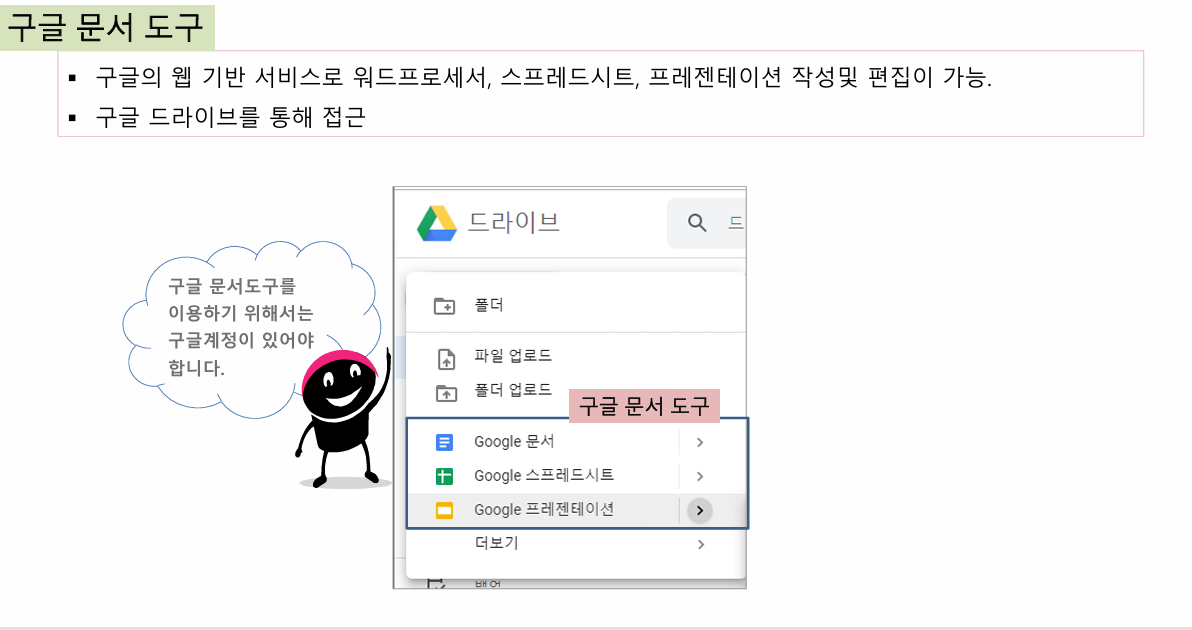 구글 문서 도구
▪ 구글의 웹 기반 서비스로 워드프로세서, 스프레드시트, 프레젠테이션 작성및 편집이 가능.
▪ 구글 드라이브를 통해 접근
드라이브
드
구글 문서도구를
이용하기 위해서는
구글계정이 있어야
합니다.
폴더
파일 업로드
폴더 업로드
구글 문서 도구
Google 문서
Google 스프레드시트
Google 프레젠테이션
더보기